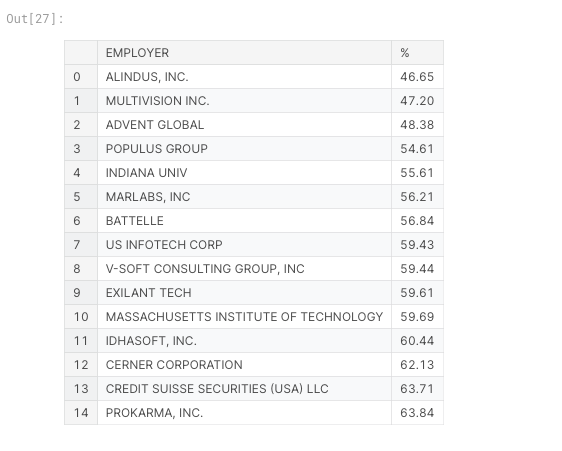 Out[27]:
EMPLOYER %
0 ALINDUS, INC. 46.65
1 MULTIVISION INC. 47.20
2 ADVENT GLOBAL 48.38
3 POPULUS GROUP 54.61
4 INDIANA UNIV 55.61
5 MARLABS, INC 56.21
6 BATTELLE 56.84
7 US INFOTECH CORP 59.43
8 V-SOFT CONSULTING GROUP, INC 59.44
9 EXILANT TECH 59.61
10 MASSACHUSETTS INSTITUTE OF TECHNOLOGY 59.69
11 IDHASOFT, INC. 60.44
12 CERNER CORPORATION 62.13
13 CREDIT SUISSE SECURITIES (USA) LLC 63.71
14 PROKARMA, INC. 63.84